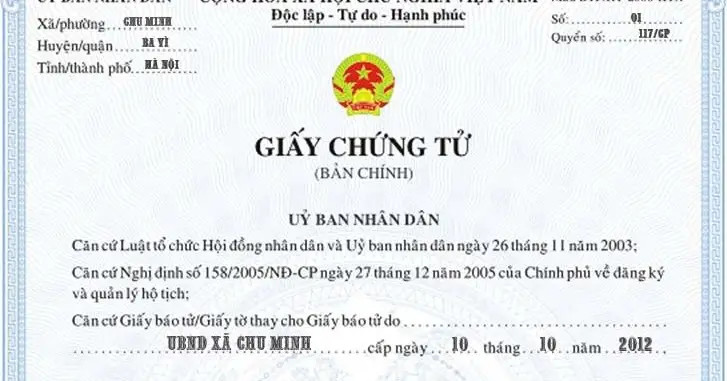 Xã/phường......CHU MINH......
Độc lập - Tự do - Hạnh phúc
Số:..............01........
Huyện/quận......BA VÌ......
Quyển số:........117/GP....
Tỉnh/thành phố...HÀ NỘI......
GIẤY CHỨNG TỬ
(BẢN CHÍNH)
UỶ BAN NHÂN DÂN
Căn cứ Luật tổ chức Hội đồng nhân dân và Uỷ ban nhân dân ngày 26 tháng 11 năm 2003;
Căn cứ Nghị định số 158/2005/NĐ-CP ngày 27 tháng 12 năm 2005 của Chính phủ về đăng ký
và quản lý hộ tịch;
Căn cứ Giấy báo tử/Giấy tờ thay cho Giấy báo tử do........................................
UBND XÃ CHU MINH cấp ngày 10 tháng 10 năm 2012,